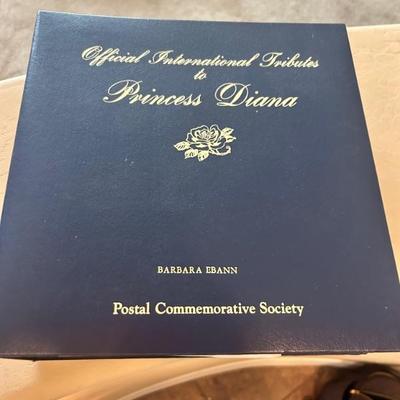 Official International Tributes
to
Princess Diana
BARBARA EBANN
Postal Commemorative Society